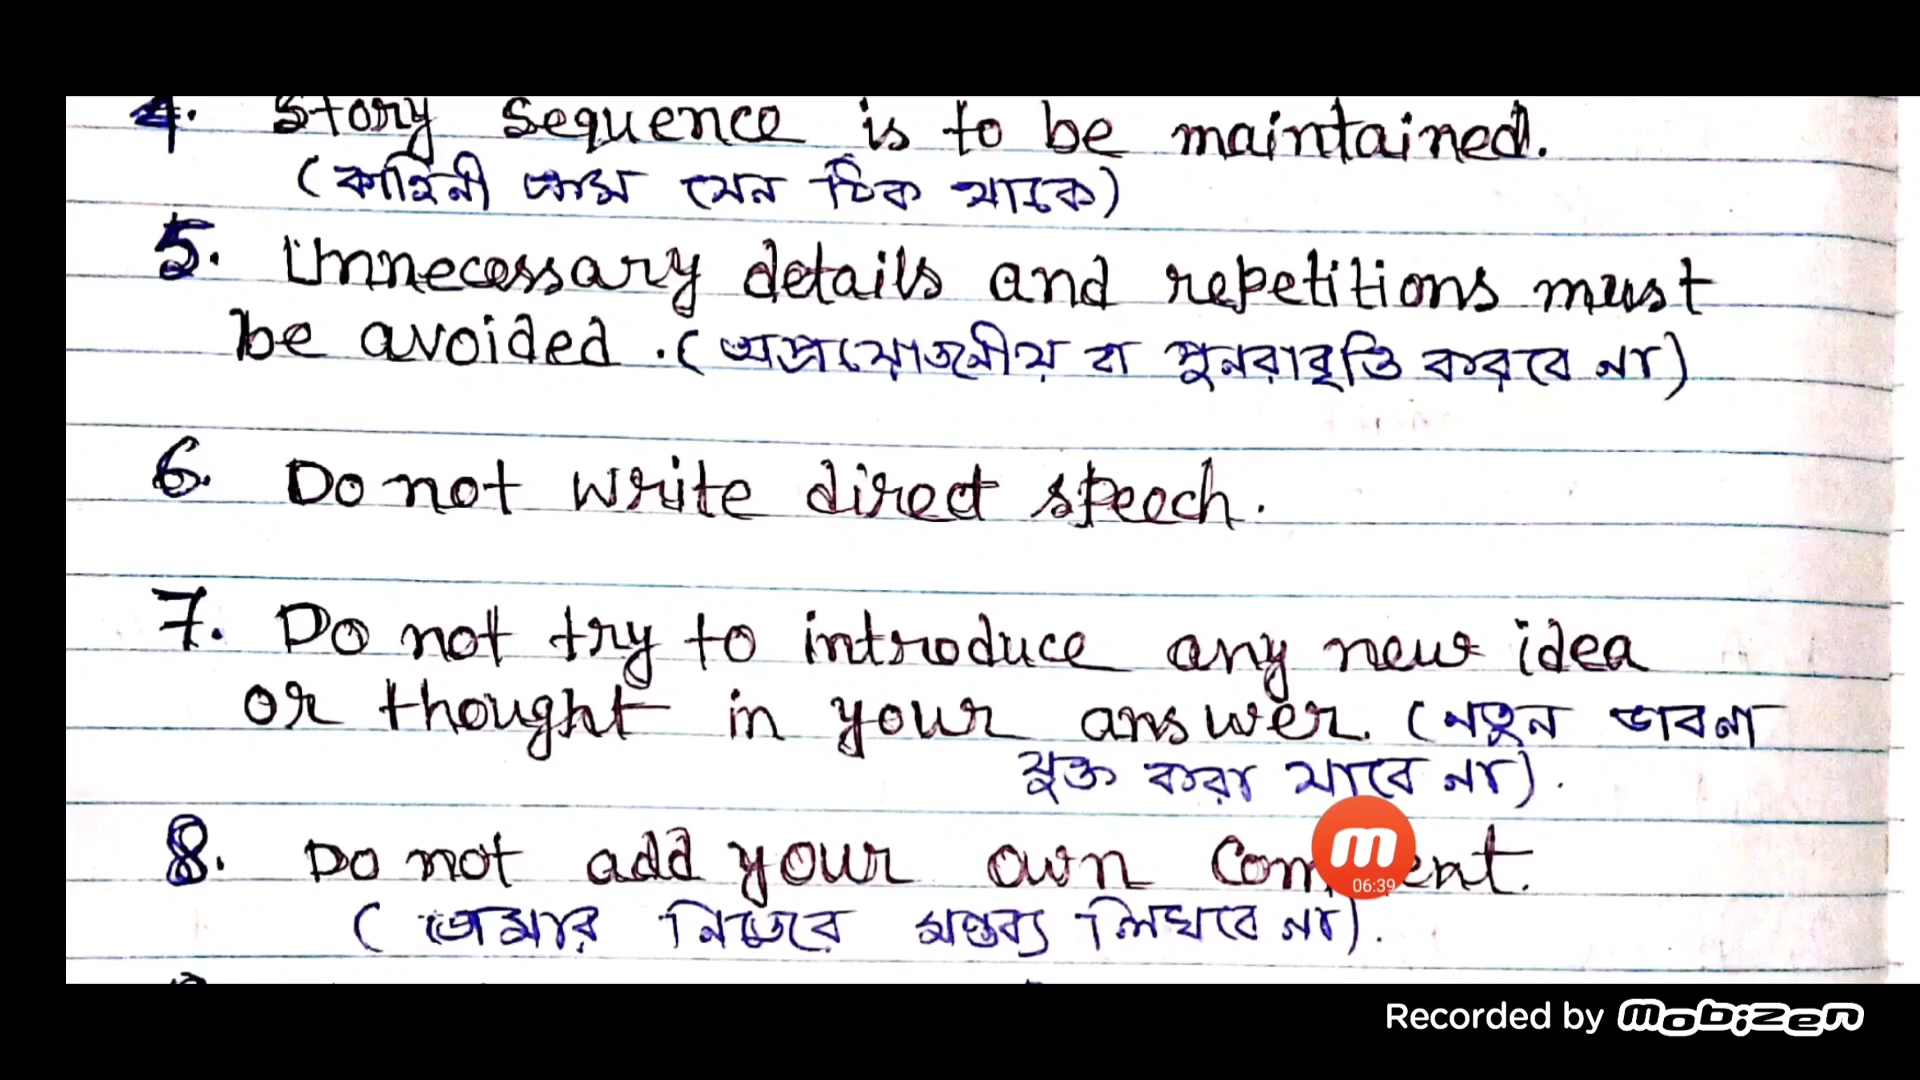 4. Story sequence is to be maintained.
(কাহিনী ক্রম যেন ঠিক থাকে)
5. Unnecessary details and repetitions must
be avoided. (অপ্রয়োজনীয় বা পুনরাবৃত্তি করবে না)
6. Do not write direct speech.
7. Do not try to introduce any new idea
or thought in your answer. (নতুন ভাবনা
যুক্ত করা যাবে না).
8. Do not add your own comment.
06:39
(তোমার নিজের মন্তব্য লিখবে না).
Recorded by mobizen